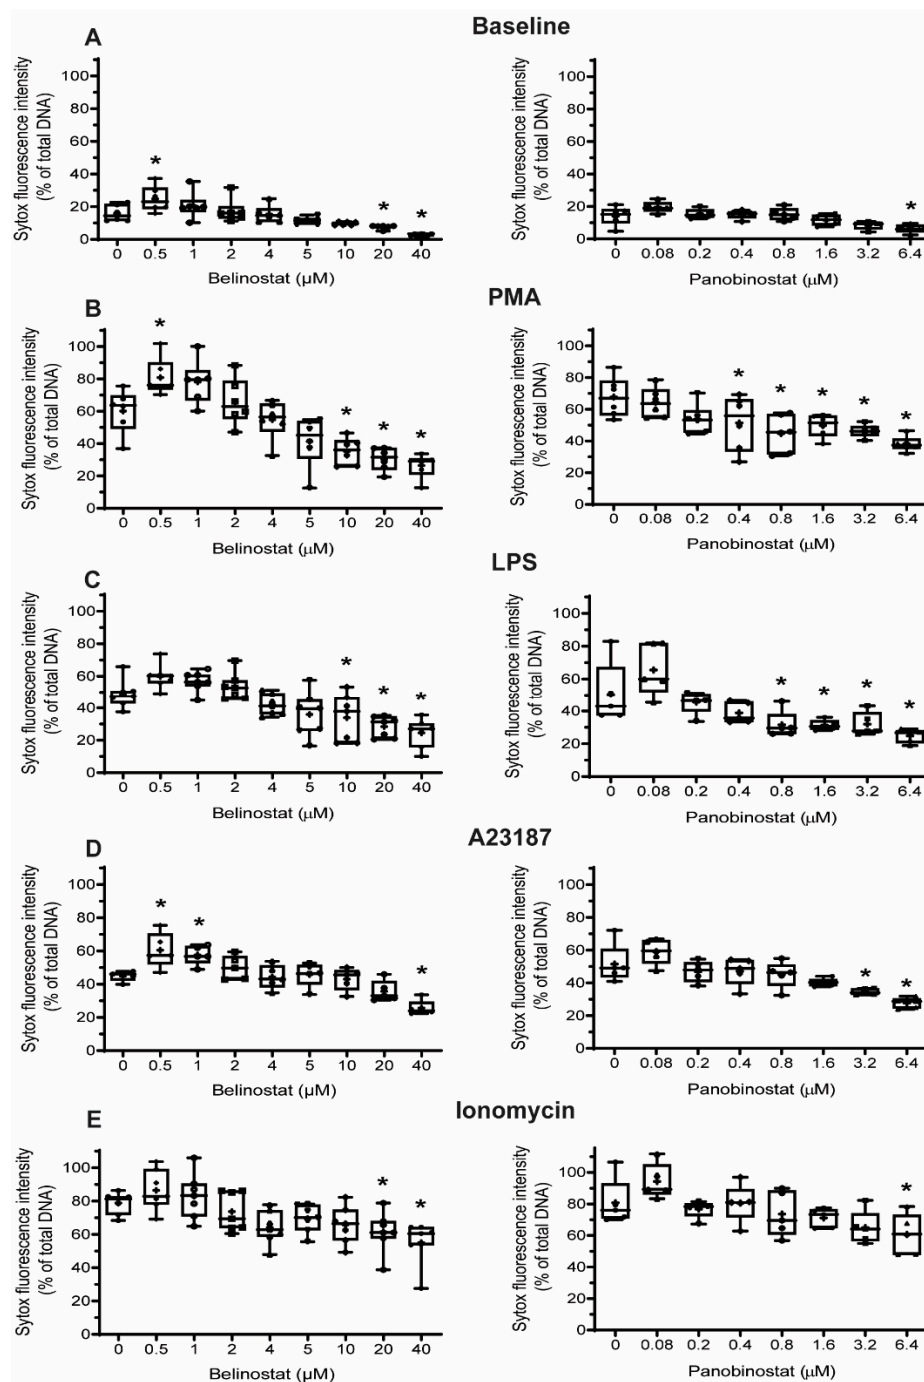 Baseline
A
Sytox fluorescence intensity
(% of total DNA)
100
80
60
40
20
0
*
*
*
0 0.5 1 2 4 5 10 20 40
Belinostat (µM)
Sytox fluorescence intensity
(% of total DNA)
100
80
60
40
20
0
*
0 0.08 0.2 0.4 0.8 1.6 3.2 6.4
Panobinostat (µM)
PMA
B
Sytox fluorescence intensity
(% of total DNA)
100
80
60
40
20
0
*
*
*
*
0 0.5 1 2 4 5 10 20 40
Belinostat (µM)
Sytox fluorescence intensity
(% of total DNA)
100
80
60
40
20
0
*
*
*
*
*
0 0.08 0.2 0.4 0.8 1.6 3.2 6.4
Panobinostat (µM)
LPS
C
Sytox fluorescence intensity
(% of total DNA)
100
80
60
40
20
0
*
*
*
0 0.5 1 2 4 5 10 20 40
Belinostat (µM)
Sytox fluorescence intensity
(% of total DNA)
100
80
60
40
20
0
*
*
*
*
0 0.08 0.2 0.4 0.8 1.6 3.2 6.4
Panobinostat (µM)
A23187
D
Sytox fluorescence intensity
(% of total DNA)
100
80
60
40
20
0
*
*
*
0 0.5 1 2 4 5 10 20 40
Belinostat (µM)
Sytox fluorescence intensity
(% of total DNA)
100
80
60
40
20
0
*
*
0 0.08 0.2 0.4 0.8 1.6 3.2 6.4
Panobinostat (µM)
Ionomycin
E
Sytox fluorescence intensity
(% of total DNA)
100
80
60
40
20
0
*
*
0 0.5 1 2 4 5 10 20 40
Belinostat (µM)
Sytox fluorescence intensity
(% of total DNA)
100
80
60
40
20
0
*
0 0.08 0.2 0.4 0.8 1.6 3.2 6.4
Panobinostat (µM)